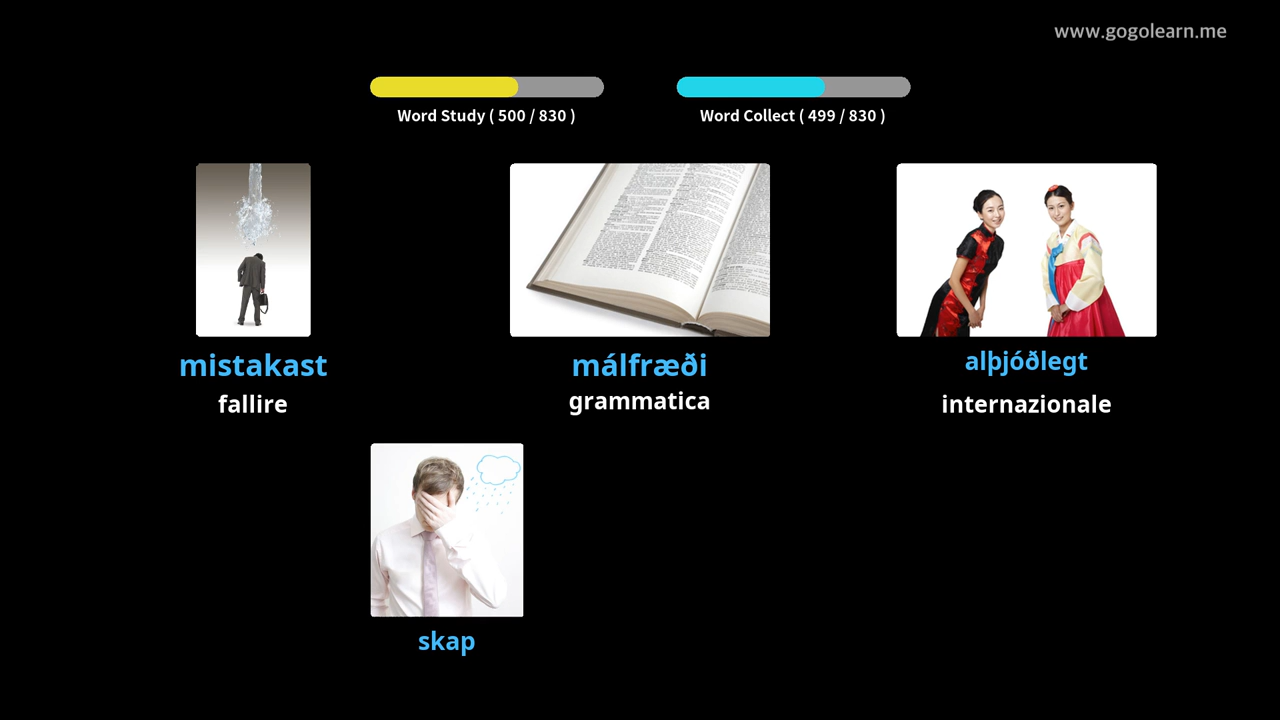 www.gogolearn.me
Word Study ( 500 / 830 )
Word Collect ( 499 / 830 )
mistakast
fallire
málfræði
grammatica
alþjóðlegt
internazionale
skap